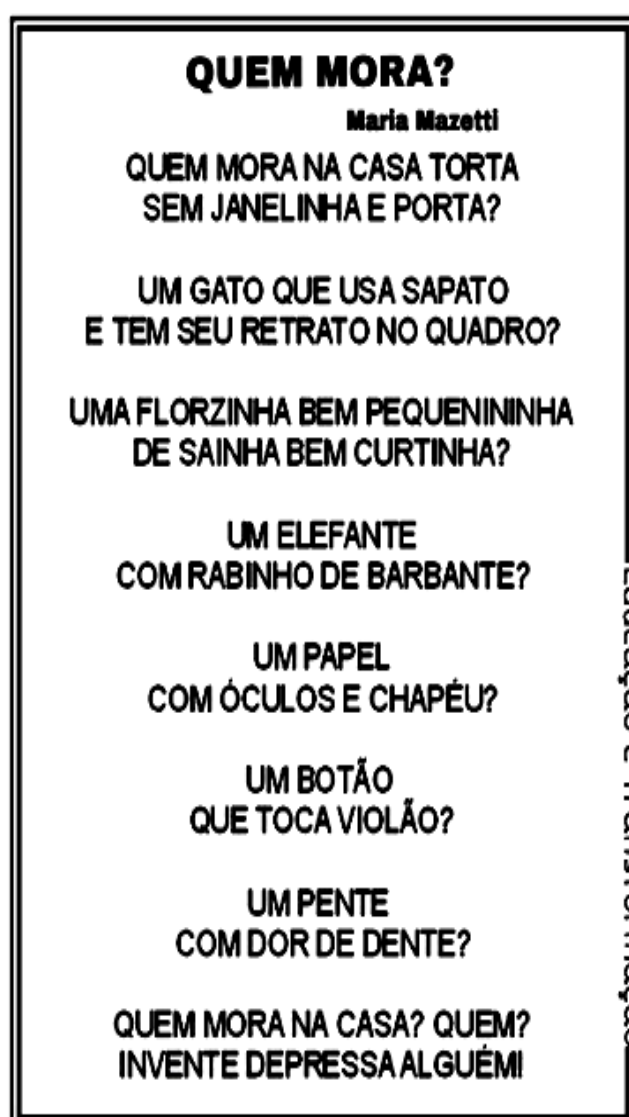 QUEM MORA?
Maria Mazetti
QUEM MORA NA CASA TORTA
SEM JANELINHA E PORTA?
UM GATO QUE USA SAPATO
E TEM SEU RETRATO NO QUADRO?
UMA FLORZINHA BEM PEQUENININHA
DE SAINHA BEM CURTINHA?
UM ELEFANTE
COM RABINHO DE BARBANTE?
UM PAPEL
COM ÓCULOS E CHAPÉU?
UM BOTÃO
QUE TOCA VIOLÃO?
UM PENTE
COM DOR DE DENTE?
QUEM MORA NA CASA? QUEM?
INVENTE DEPRESSA ALGUÉM!